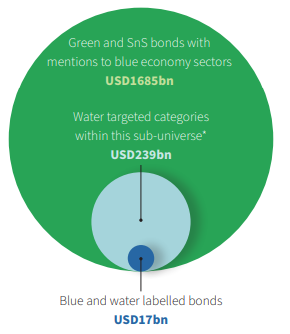 Green and SnS bonds with
mentions to blue economy sectors
USD1685bn
Water targeted categories
within this sub-universe*
USD239bn
Blue and water labelled bonds
USD17bn